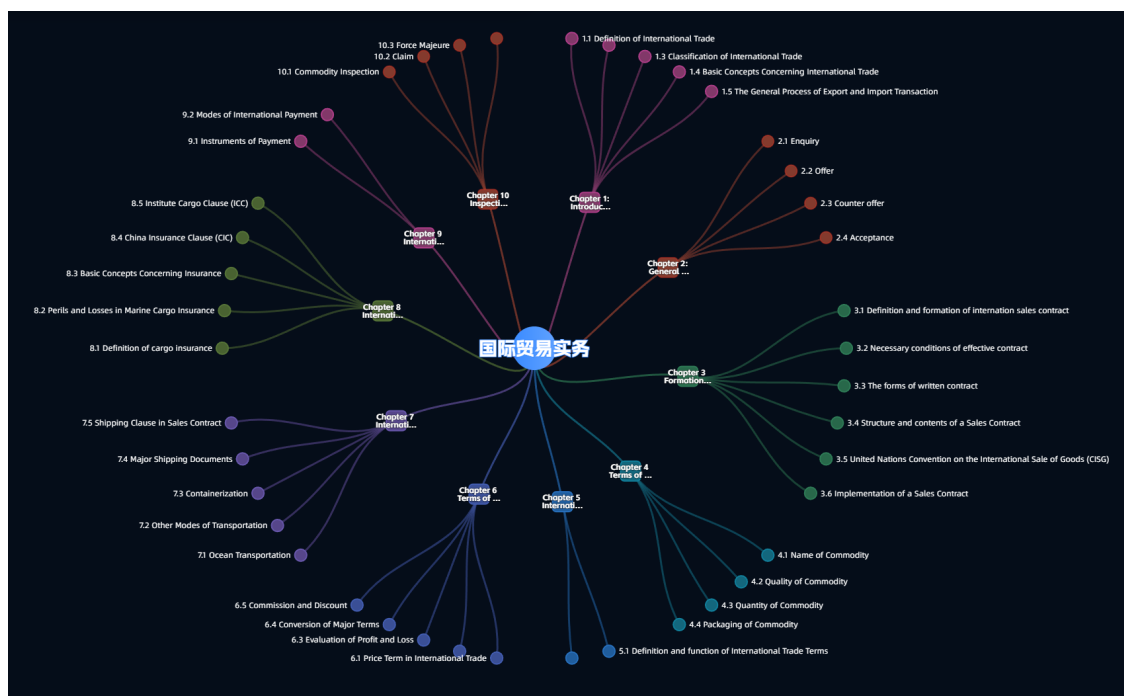 国际贸易实务
Chapter 1:
Introduc...
1.1 Definition of International Trade
1.3 Classification of International Trade
1.4 Basic Concepts Concerning International Trade
1.5 The General Process of Export and Import Transaction
Chapter 2:
General ...
2.1 Enquiry
2.2 Offer
2.3 Counter offer
2.4 Acceptance
Chapter 3
Formation...
3.1 Definition and formation of internation sales contract
3.2 Necessary conditions of effective contract
3.3 The forms of written contract
3.4 Structure and contents of a Sales Contract
3.5 United Nations Convention on the International Sale of Goods (CISG)
3.6 Implementation of a Sales Contract
Chapter 4
Terms of ...
4.1 Name of Commodity
4.2 Quality of Commodity
4.3 Quantity of Commodity
4.4 Packaging of Commodity
Chapter 5
Internati...
5.1 Definition and function of International Trade Terms
Chapter 6
Terms of ...
6.1 Price Term in International Trade
6.3 Evaluation of Profit and Loss
6.4 Conversion of Major Terms
6.5 Commission and Discount
Chapter 7
Internati...
7.1 Ocean Transportation
7.2 Other Modes of Transportation
7.3 Containerization
7.4 Major Shipping Documents
7.5 Shipping Clause in Sales Contract
Chapter 8
Internati...
8.1 Definition of cargo insurance
8.2 Perils and Losses in Marine Cargo Insurance
8.3 Basic Concepts Concerning Insurance
8.4 China Insurance Clause (CIC)
8.5 Institute Cargo Clause (ICC)
Chapter 9
Internati...
9.1 Instruments of Payment
9.2 Modes of International Payment
Chapter 10
Inspecti...
10.1 Commodity Inspection
10.2 Claim
10.3 Force Majeure